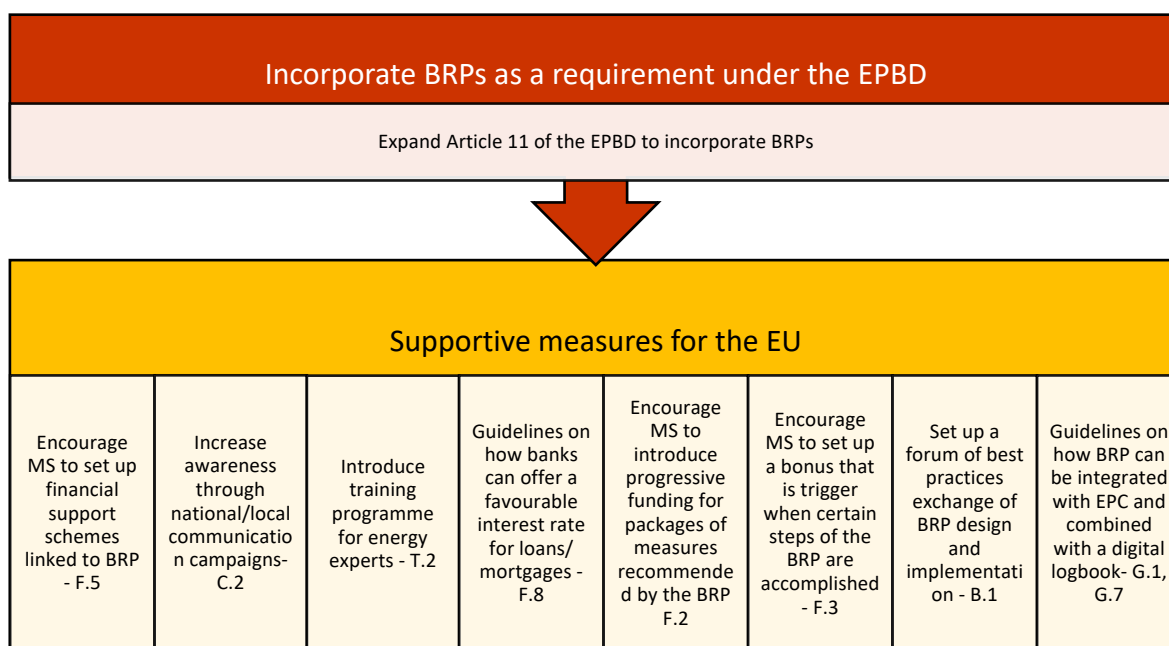 Incorporate BRPs as a requirement under the EPBD
Expand Article 11 of the EPBD to incorporate BRPs
Supportive measures for the EU
Encourage
MS to set up
financial
support
schemes
linked to BRP
- F.5
Increase
awareness
through
national/local
communicatio
n campaigns-
C.2
Introduce
training
programme
for energy
experts - T.2
Guidelines on
how banks
can offer a
favourable
interest rate
for loans/
mortgages -
F.8
Encourage
MS to
introduce
progressive
funding for
packages of
measures
recommende
d by the BRP
F.2
Encourage
MS to set up
a bonus that
is trigger
when certain
steps of the
BRP are
accomplished
- F.3
Set up a
forum of best
practices
exchange of
BRP design
and
implementati
on - B.1
Guidelines on
how BRP can
be integrated
with EPC and
combined
with a digital
logbook- G.1,
G.7